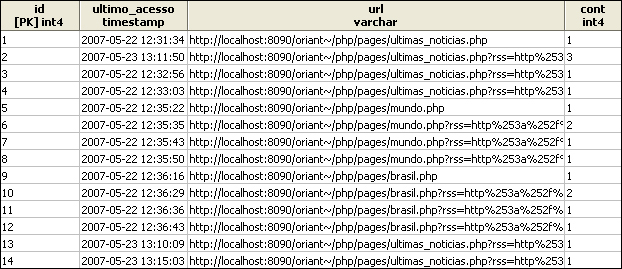 id ultimo_acesso url cont
[PK] int4 timestamp varchar int4
1 2007-05-22 12:31:34 http://localhost:8090/oriant~/php/pages/ultimas_noticias.php 1
2 2007-05-23 13:11:50 http://localhost:8090/oriant~/php/pages/ultimas_noticias.php?rss=http%253 3
3 2007-05-22 12:32:56 http://localhost:8090/oriant~/php/pages/ultimas_noticias.php?rss=http%253 1
4 2007-05-22 12:33:03 http://localhost:8090/oriant~/php/pages/ultimas_noticias.php?rss=http%253 1
5 2007-05-22 12:35:22 http://localhost:8090/oriant~/php/pages/mundo.php 1
6 2007-05-22 12:35:35 http://localhost:8090/oriant~/php/pages/mundo.php?rss=http%253a%252f% 2
7 2007-05-22 12:35:43 http://localhost:8090/oriant~/php/pages/mundo.php?rss=http%253a%252f% 1
8 2007-05-22 12:35:50 http://localhost:8090/oriant~/php/pages/mundo.php?rss=http%253a%252f% 1
9 2007-05-22 12:36:16 http://localhost:8090/oriant~/php/pages/brasil.php 1
10 2007-05-22 12:36:29 http://localhost:8090/oriant~/php/pages/brasil.php?rss=http%253a%252f% 2
11 2007-05-22 12:36:36 http://localhost:8090/oriant~/php/pages/brasil.php?rss=http%253a%252f% 1
12 2007-05-22 12:36:43 http://localhost:8090/oriant~/php/pages/brasil.php?rss=http%253a%252f% 1
13 2007-05-23 13:10:09 http://localhost:8090/oriant~/php/pages/ultimas_noticias.php?rss=http%253 1
14 2007-05-23 13:15:03 http://localhost:8090/oriant~/php/pages/ultimas_noticias.php?rss=http%253 1